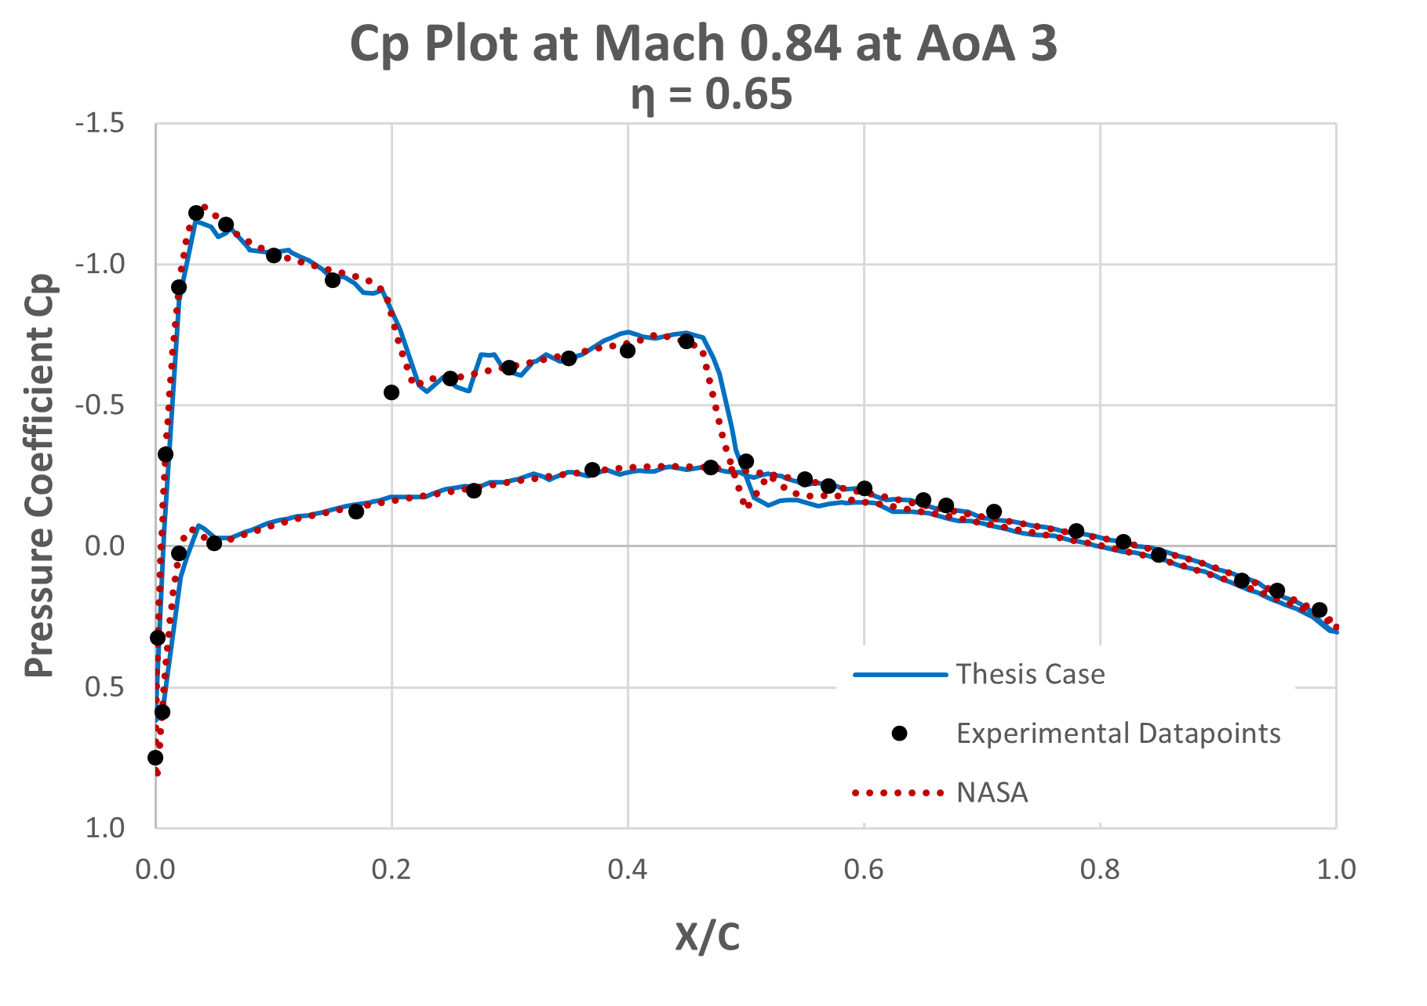 Cp Plot at Mach 0.84 at AoA 3
η = 0.65
Pressure Coefficient Cp
-1.5
-1.0
-0.5
0.0
0.5
1.0
Thesis Case
Experimental Datapoints
NASA
0.0 0.2 0.4 0.6 0.8 1.0
X/C